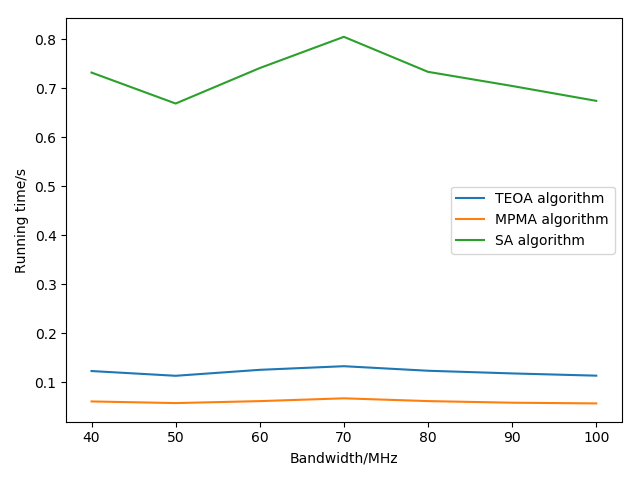 0.8
0.7
0.6
0.5
0.4
0.3
0.2
0.1
Running time/s
TEOA algorithm
MPMA algorithm
SA algorithm
40 50 60 70 80 90 100
Bandwidth/MHz